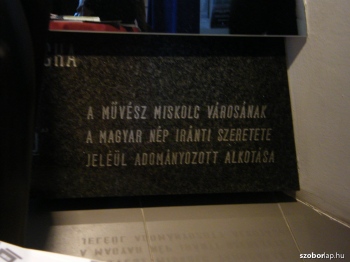 A MŰVÉSZ MISKOLC VÁROSÁNAK
A MAGYAR NÉP IRÁNTI SZERETETE
JELÉÜL ADOMÁNYOZOTT ALKOTÁSA
szoborlap.hu